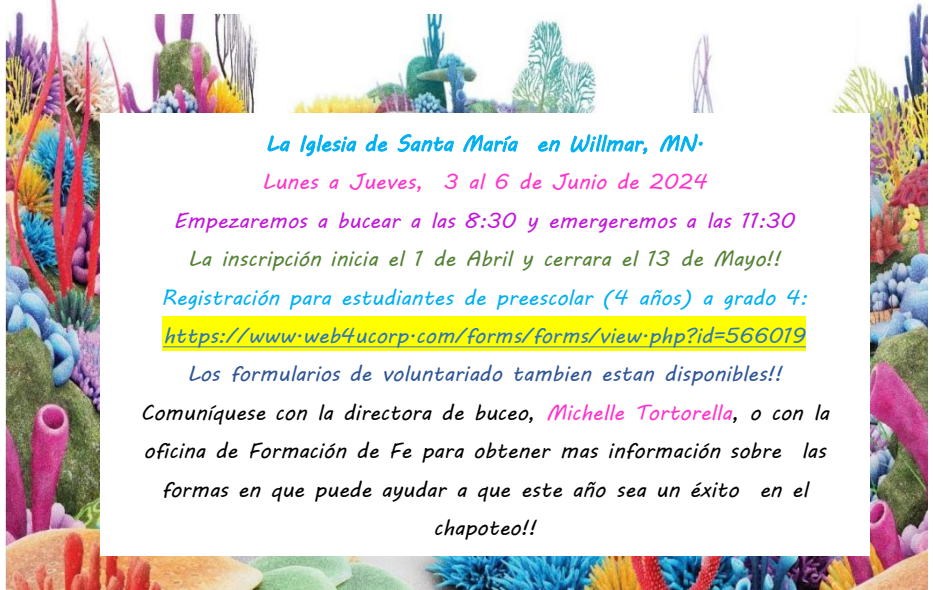 La Iglesia de Santa María en Willmar, MN.
Lunes a Jueves, 3 al 6 de Junio de 2024
Empezaremos a bucear a las 8:30 y emergeremos a las 11:30
La inscripción inicia el 1 de Abril y cerrara el 13 de Mayo!!
Registración para estudiantes de preescolar (4 años) a grado 4:
https://www.web4ucorp.com/forms/forms/view.php?id=566019
Los formularios de voluntariado tambien estan disponibles!!
Comuníquese con la directora de buceo, Michelle Tortorella, o con la
oficina de Formación de Fe para obtener mas información sobre las
formas en que puede ayudar a que este año sea un éxito en el
chapoteo!!